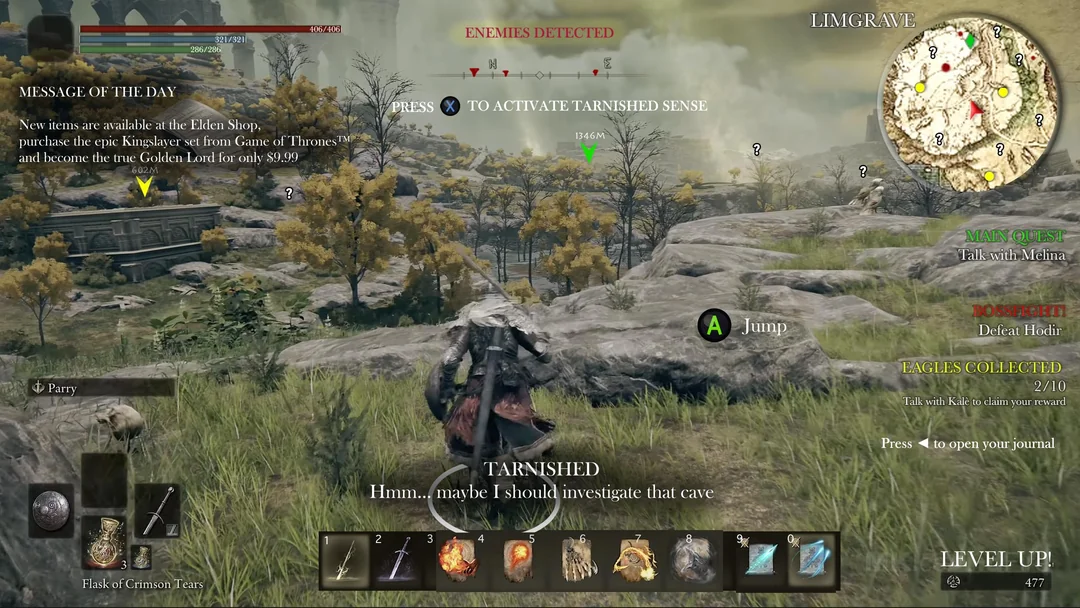 406/406
321/321
286/286
ENEMIES DETECTED
LIMGRAVE
N
E
MESSAGE OF THE DAY
New items are available at the Elden Shop,
purchase the epic Kingslayer set from Game of Thrones™
and become the true Golden Lord for only $9.99
PRESS X TO ACTIVATE TARNISHED SENSE
1346M
602M
?
?
?
?
?
?
?
?
MAIN QUEST
Talk with Melina
A Jump
BOSSFIGHT!
Defeat Hodir
EAGLES COLLECTED
2/10
Talk with Kalè to claim your reward
Parry
Press ◄ to open your journal
TARNISHED
Hmm... maybe I should investigate that cave
1 2 3 4 5 6 7 8 9 0
3
Flask of Crimson Tears
LEVEL UP!
477